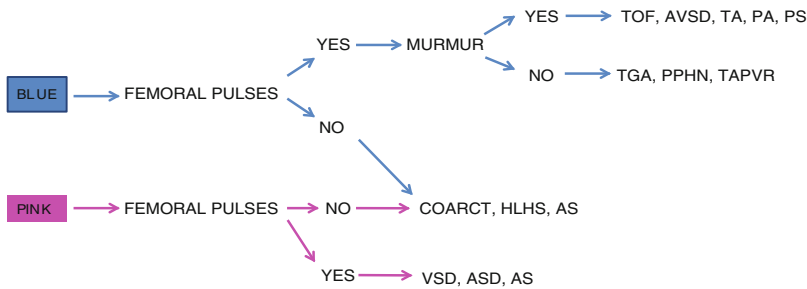 YES TOF, AVSD, TA, PA, PS
YES MURMUR
NO TGA, PPHN, TAPVR
BLUE FEMORAL PULSES
NO
PINK FEMORAL PULSES NO COARCT, HLHS, AS
YES VSD, ASD, AS